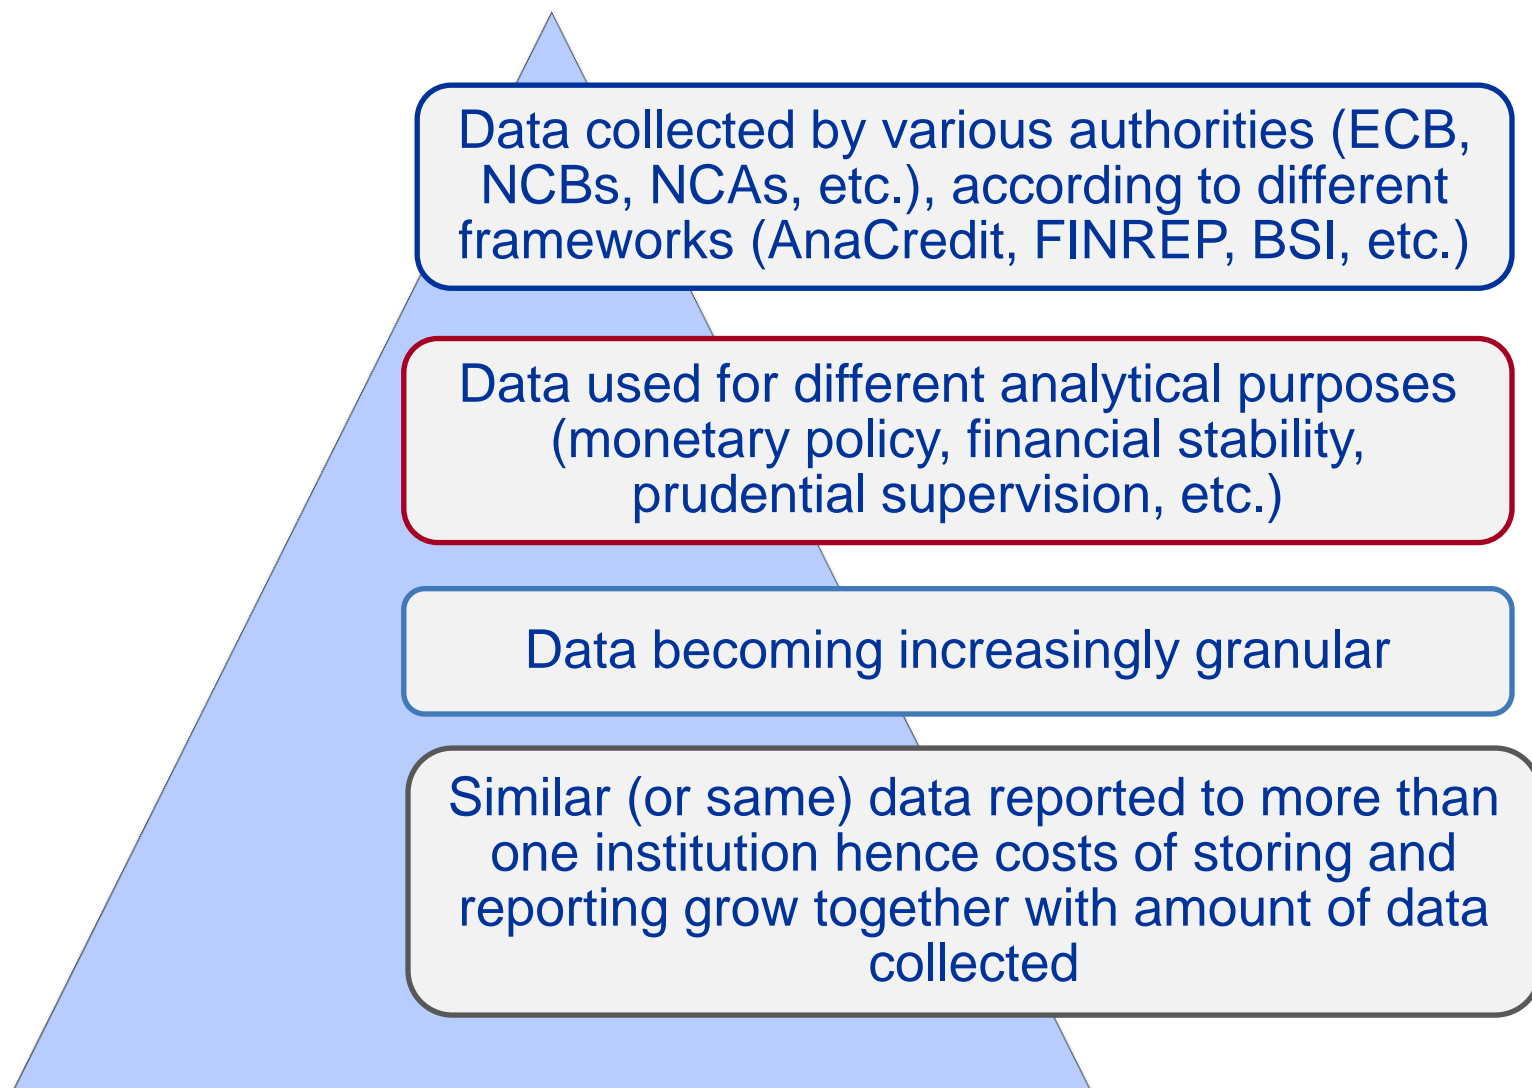 Data collected by various authorities (ECB,
NCBs, NCAs, etc.), according to different
frameworks (AnaCredit, FINREP, BSI, etc.)
Data used for different analytical purposes
(monetary policy, financial stability,
prudential supervision, etc.)
Data becoming increasingly granular
Similar (or same) data reported to more than
one institution hence costs of storing and
reporting grow together with amount of data
collected